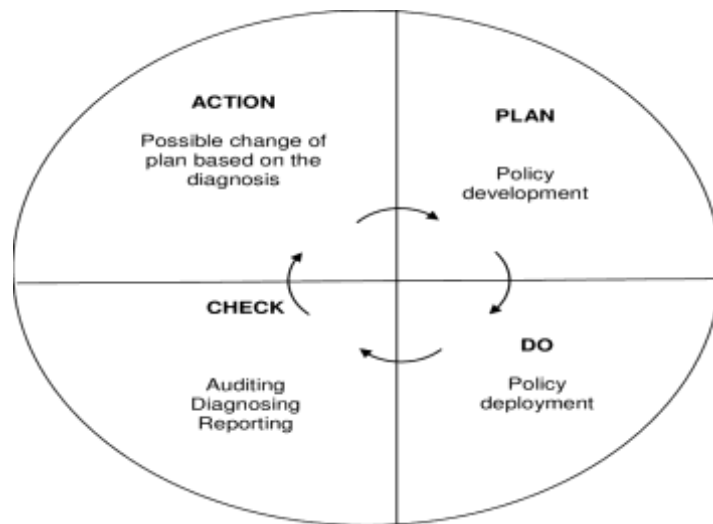 ACTION
Possible change of
plan based on the
diagnosis
PLAN
Policy
development
CHECK
Auditing
Diagnosing
Reporting
DO
Policy
deployment